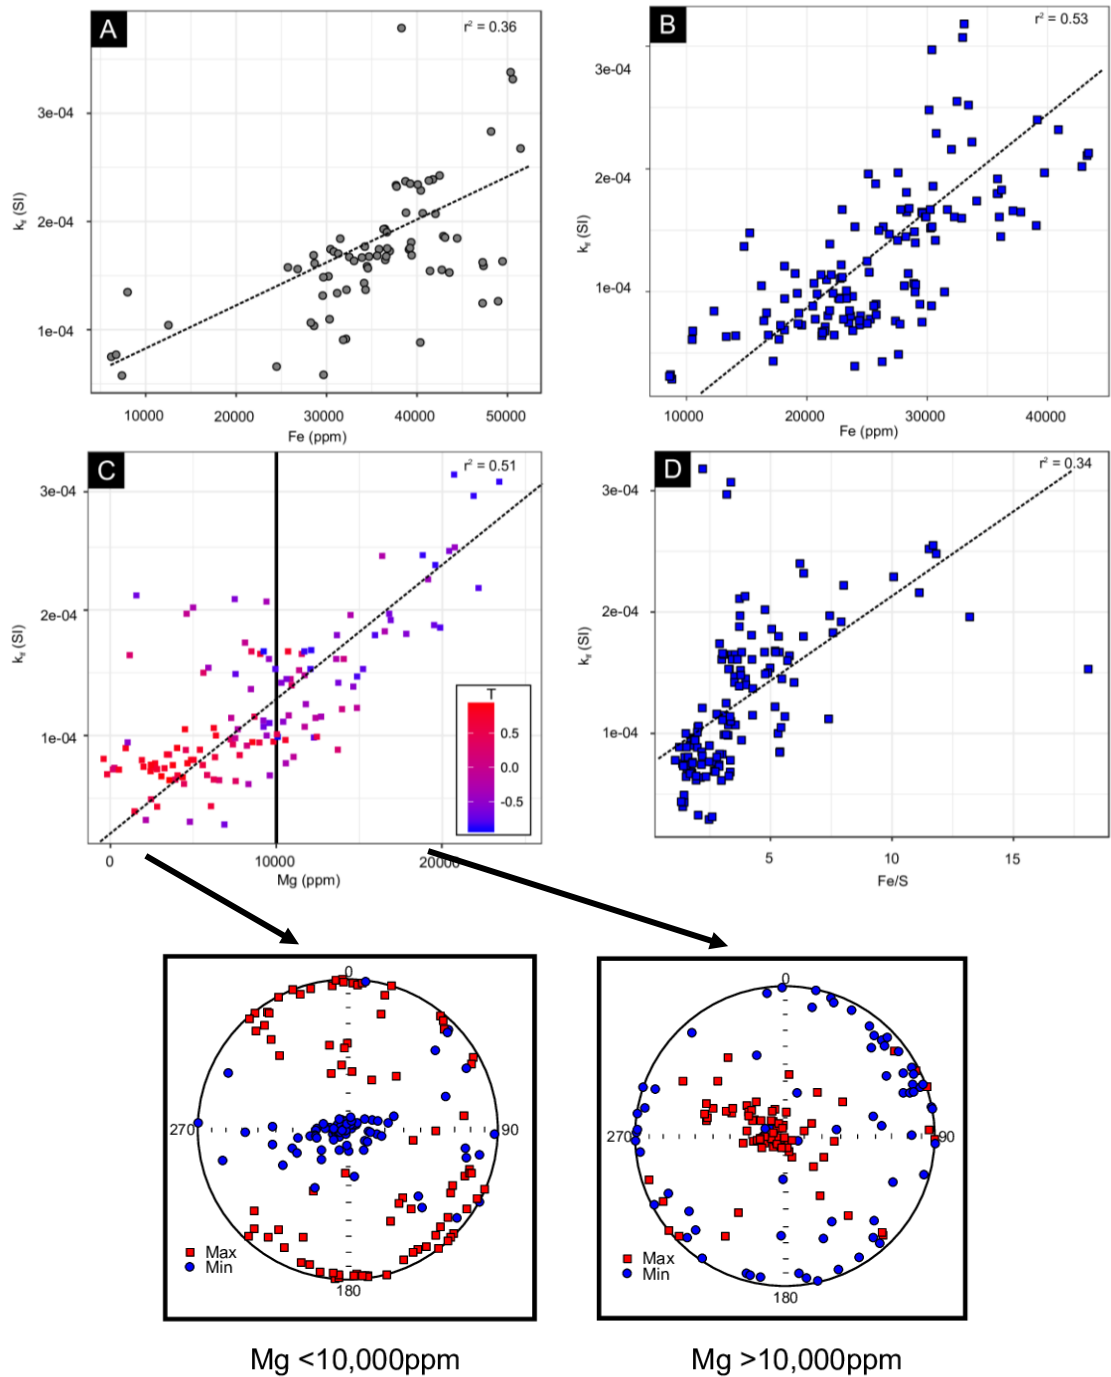 A
r² = 0.36
3e-04
2e-04
1e-04
k# (SI)
10000 20000 30000 40000 50000
Fe (ppm)
B
r² = 0.53
3e-04
2e-04
1e-04
(SI)
10000 20000 30000 40000
Fe (ppm)
C
r² = 0.51
3e-04
2e-04
1e-04
(SI)
T
0.5
0.0
-0.5
0 10000 20000
Mg (ppm)
D
r² = 0.34
3e-04
2e-04
1e-04
(SI)
5 10 15
Fe/S
0
270
90
180
Max
Min
Mg <10,000ppm
0
270
90
180
Max
Min
Mg >10,000ppm